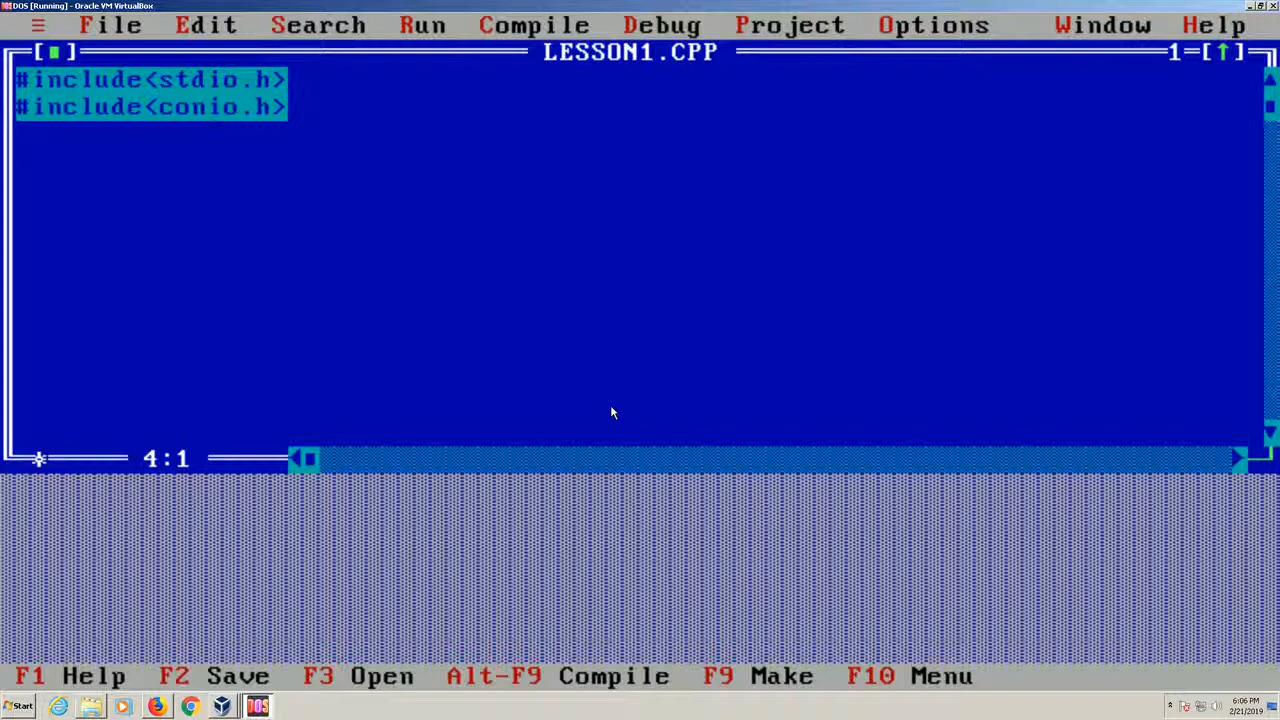 DOS [Running] - Oracle VM VirtualBox
≡ File Edit Search Run Compile Debug Project Options Window Help
LESSON1.CPP 1
#include<stdio.h>
#include<conio.h>
4:1
F1 Help F2 Save F3 Open Alt-F9 Compile F9 Make F10 Menu
Start DOS 6:06 PM
2/21/2019